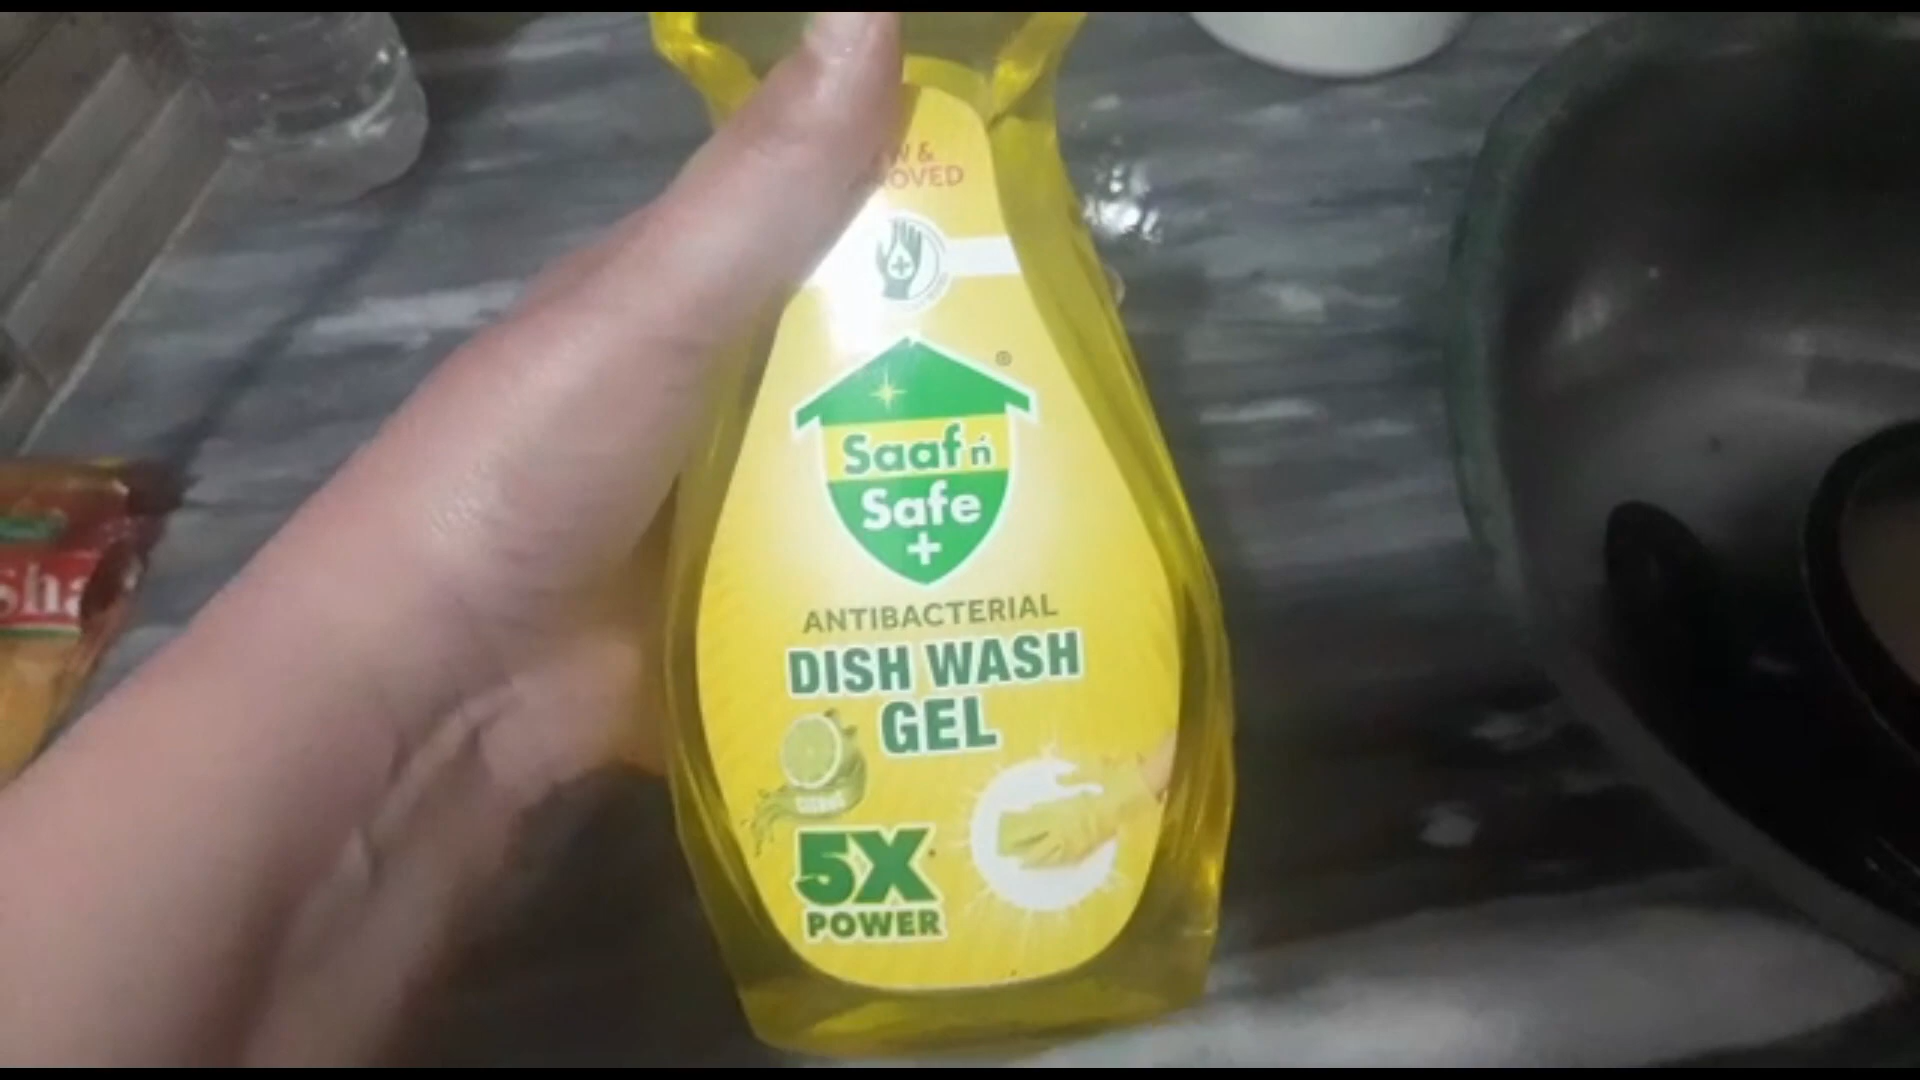 &
Saaf ń
Safe
+
ANTIBACTERIAL
DISH WASH
GEL
5X
POWER